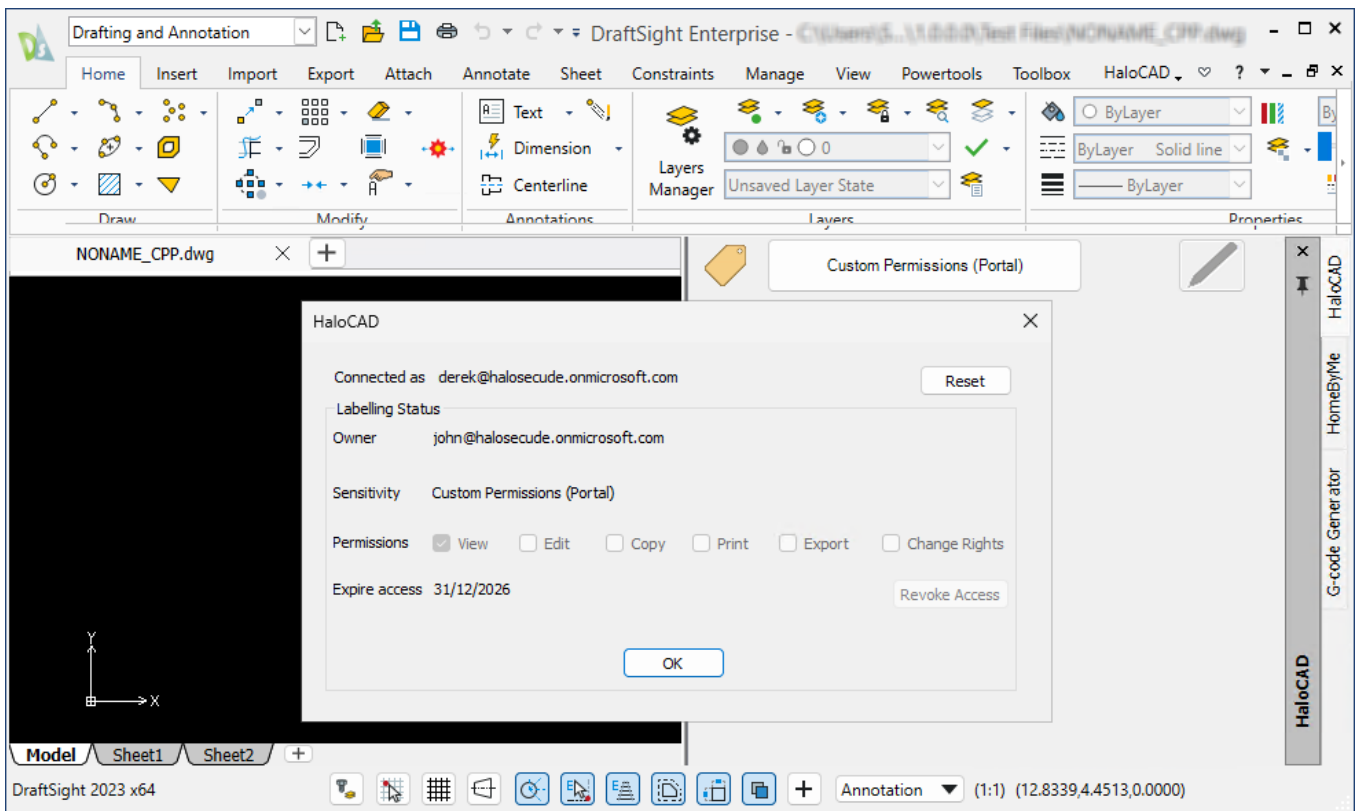 Drafting and Annotation
DraftSight Enterprise -
Home Insert Import Export Attach Annotate Sheet Constraints Manage View Powertools Toolbox HaloCAD ?
Text
ByLayer
By
Dimension
0
ByLayer Solid line
Centerline
Layers
Manager
Unsaved Layer State
ByLayer
Draw Modify Annotations Layers Properties
NONAME_CPP.dwg
Custom Permissions (Portal)
HaloCAD
HomeByMe
G-code Generator
HaloCAD
HaloCAD
Connected as derek@halosecude.onmicrosoft.com
Reset
Labelling Status
Owner john@halosecude.onmicrosoft.com
Sensitivity Custom Permissions (Portal)
Permissions View Edit Copy Print Export Change Rights
Expire access 31/12/2026
Revoke Access
OK
Y
X
Model Sheet1 Sheet2
DraftSight 2023 x64
Annotation (1:1) (12.8339,4.4513,0.0000)